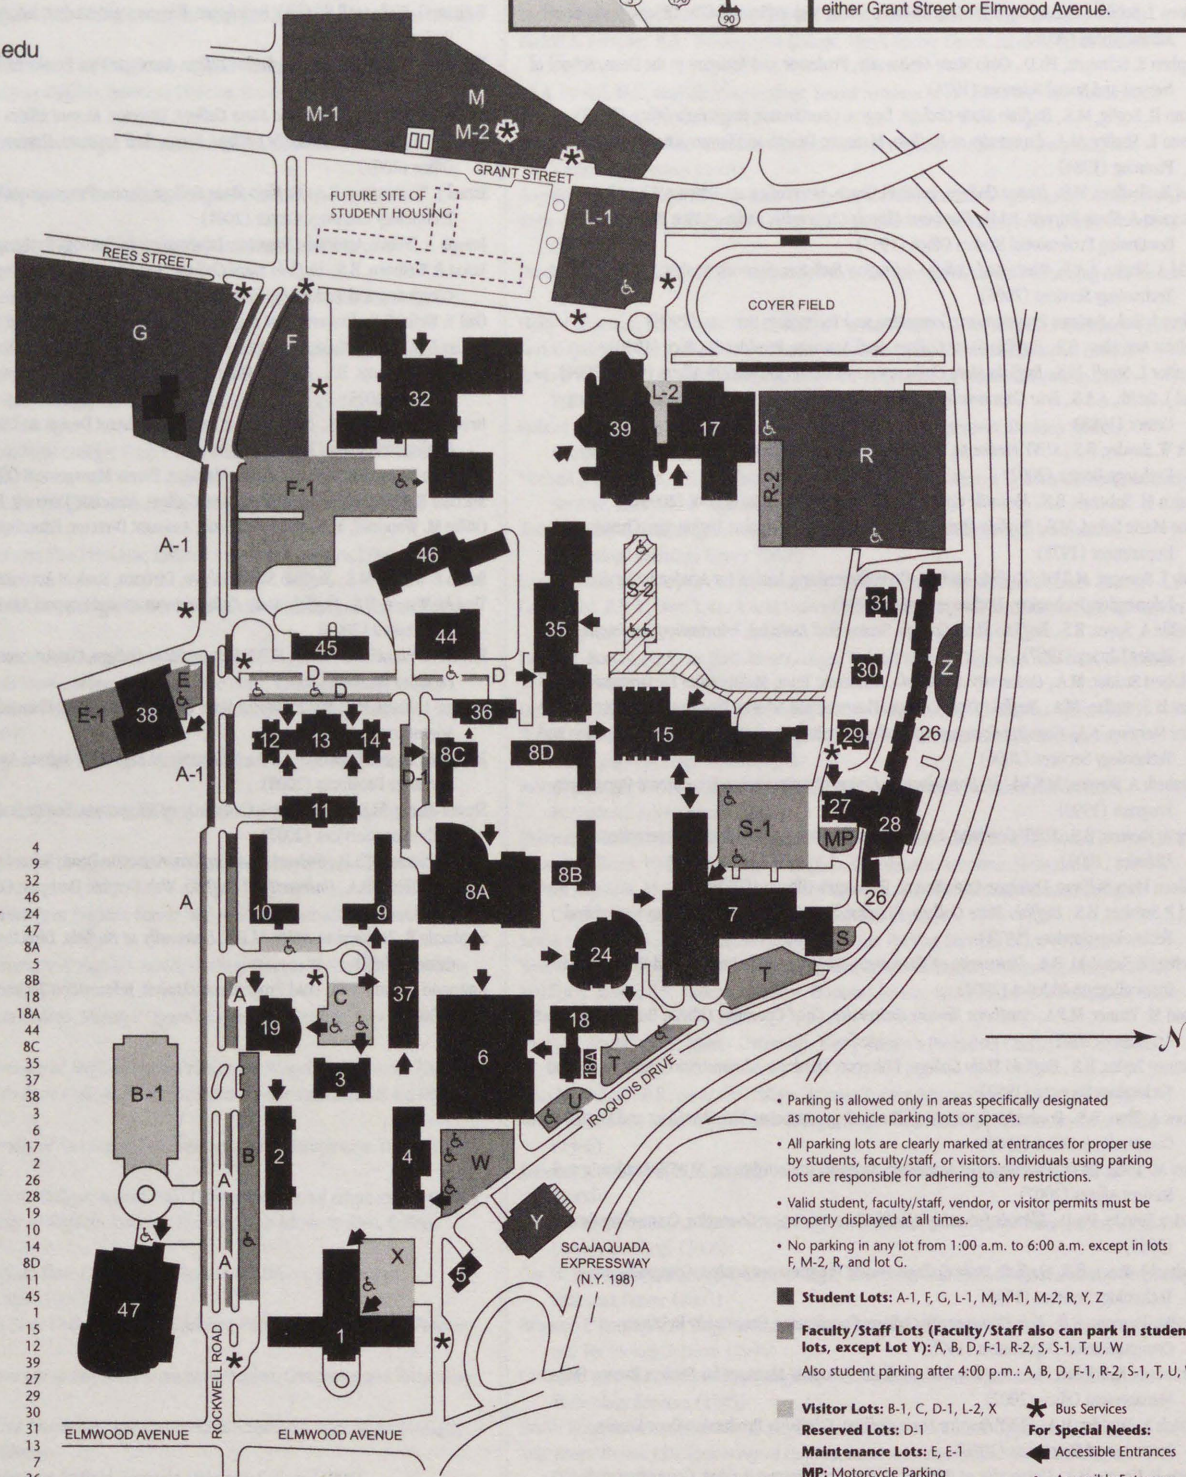 either Grant Street or Elmwood Avenue.
90
edu
M
M-1
M-2
GRANT STREET
FUTURE SITE OF
STUDENT HOUSING
L-1
REES STREET
COYER FIELD
G
F
32
L-2
39
17
R
R-2
F-1
A-1
46
S-2
31
35
44
45
30
Z
E
D
D
D
E-1
38
36
26
12
13
14
15
29
8C
8D
A-1
D-1
11
27
S-1
28
MP
4
9
32
46
24
47
8A
5
8B
18
18A
44
8C
35
37
38
3
6
17
2
26
28
19
10
14
8D
11
45
1
15
12
39
27
29
30
31
13
7
A
8A
8B
26
10
9
7
S
24
T
A
C
37
19
18
6
18A
T
N
3
B-1
U
IROQUOIS DRIVE
B
2
4
W
A
Y
SCAJAQUADA
EXPRESSWAY
(N.Y. 198)
X
A
5
47
1
ROCKWELL ROAD
ELMWOOD AVENUE
ELMWOOD AVENUE
• Parking is allowed only in areas specifically designated
as motor vehicle parking lots or spaces.
• All parking lots are clearly marked at entrances for proper use
by students, faculty/staff, or visitors. Individuals using parking
lots are responsible for adhering to any restrictions.
• Valid student, faculty/staff, vendor, or visitor permits must be
properly displayed at all times.
• No parking in any lot from 1:00 a.m. to 6:00 a.m. except in lots
F, M-2, R, and lot G.
Student Lots: A-1, F, G, L-1, M, M-1, M-2, R, Y, Z
Faculty/Staff Lots (Faculty/Staff also can park in studen
lots, except Lot Y): A, B, D, F-1, R-2, S, S-1, T, U, W
Also student parking after 4:00 p.m.: A, B, D, F-1, R-2, S-1, T, U,
Visitor Lots: B-1, C, D-1, L-2, X
Bus Services
Reserved Lots: D-1
For Special Needs:
Maintenance Lots: E, E-1
Accessible Entrances
MP: Motorcycle Parking